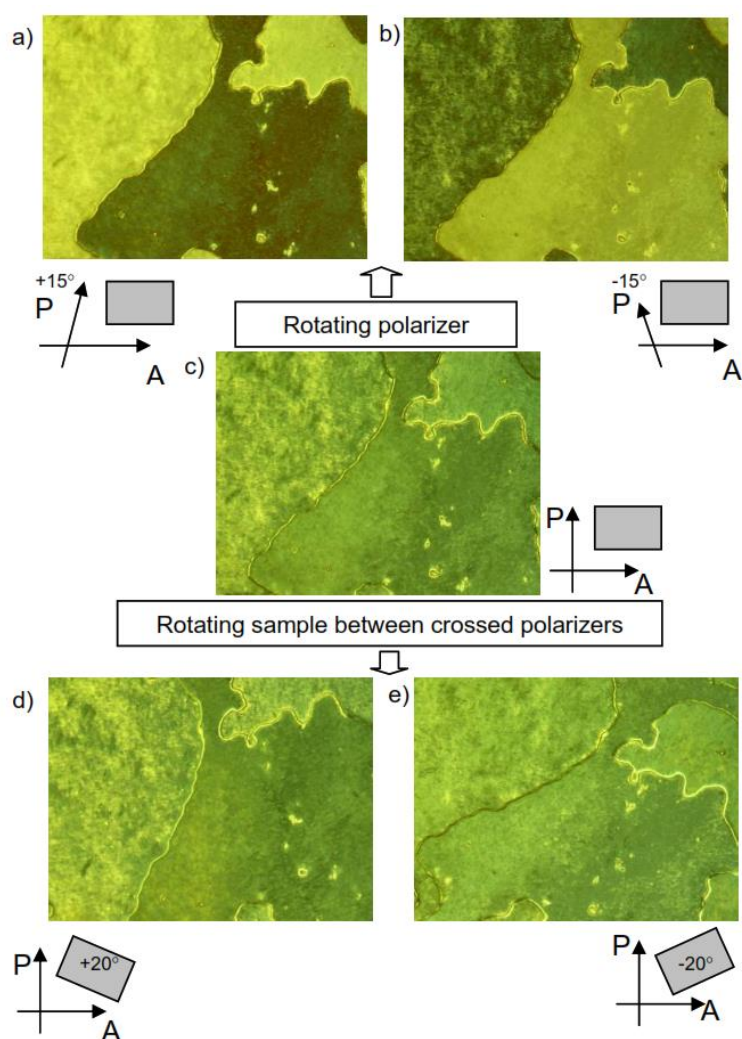 a)
b)
+15°
P
A
-15°
P
A
Rotating polarizer
c)
P
A
Rotating sample between crossed polarizers
d)
e)
P
+20°
A
P
-20°
A